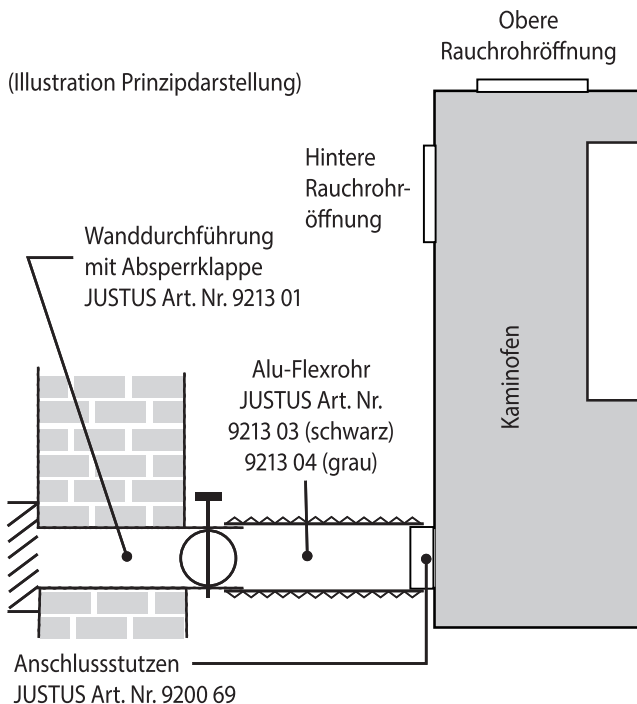 Obere
Rauchrohröffnung
(Illustration Prinzipdarstellung)
Hintere
Rauchrohr-
öffnung
Wanddurchführung
mit Absperrklappe
JUSTUS Art. Nr. 9213 01
Kaminofen
Alu-Flexrohr
JUSTUS Art. Nr.
9213 03 (schwarz)
9213 04 (grau)
Anschlussstutzen
JUSTUS Art. Nr. 9200 69